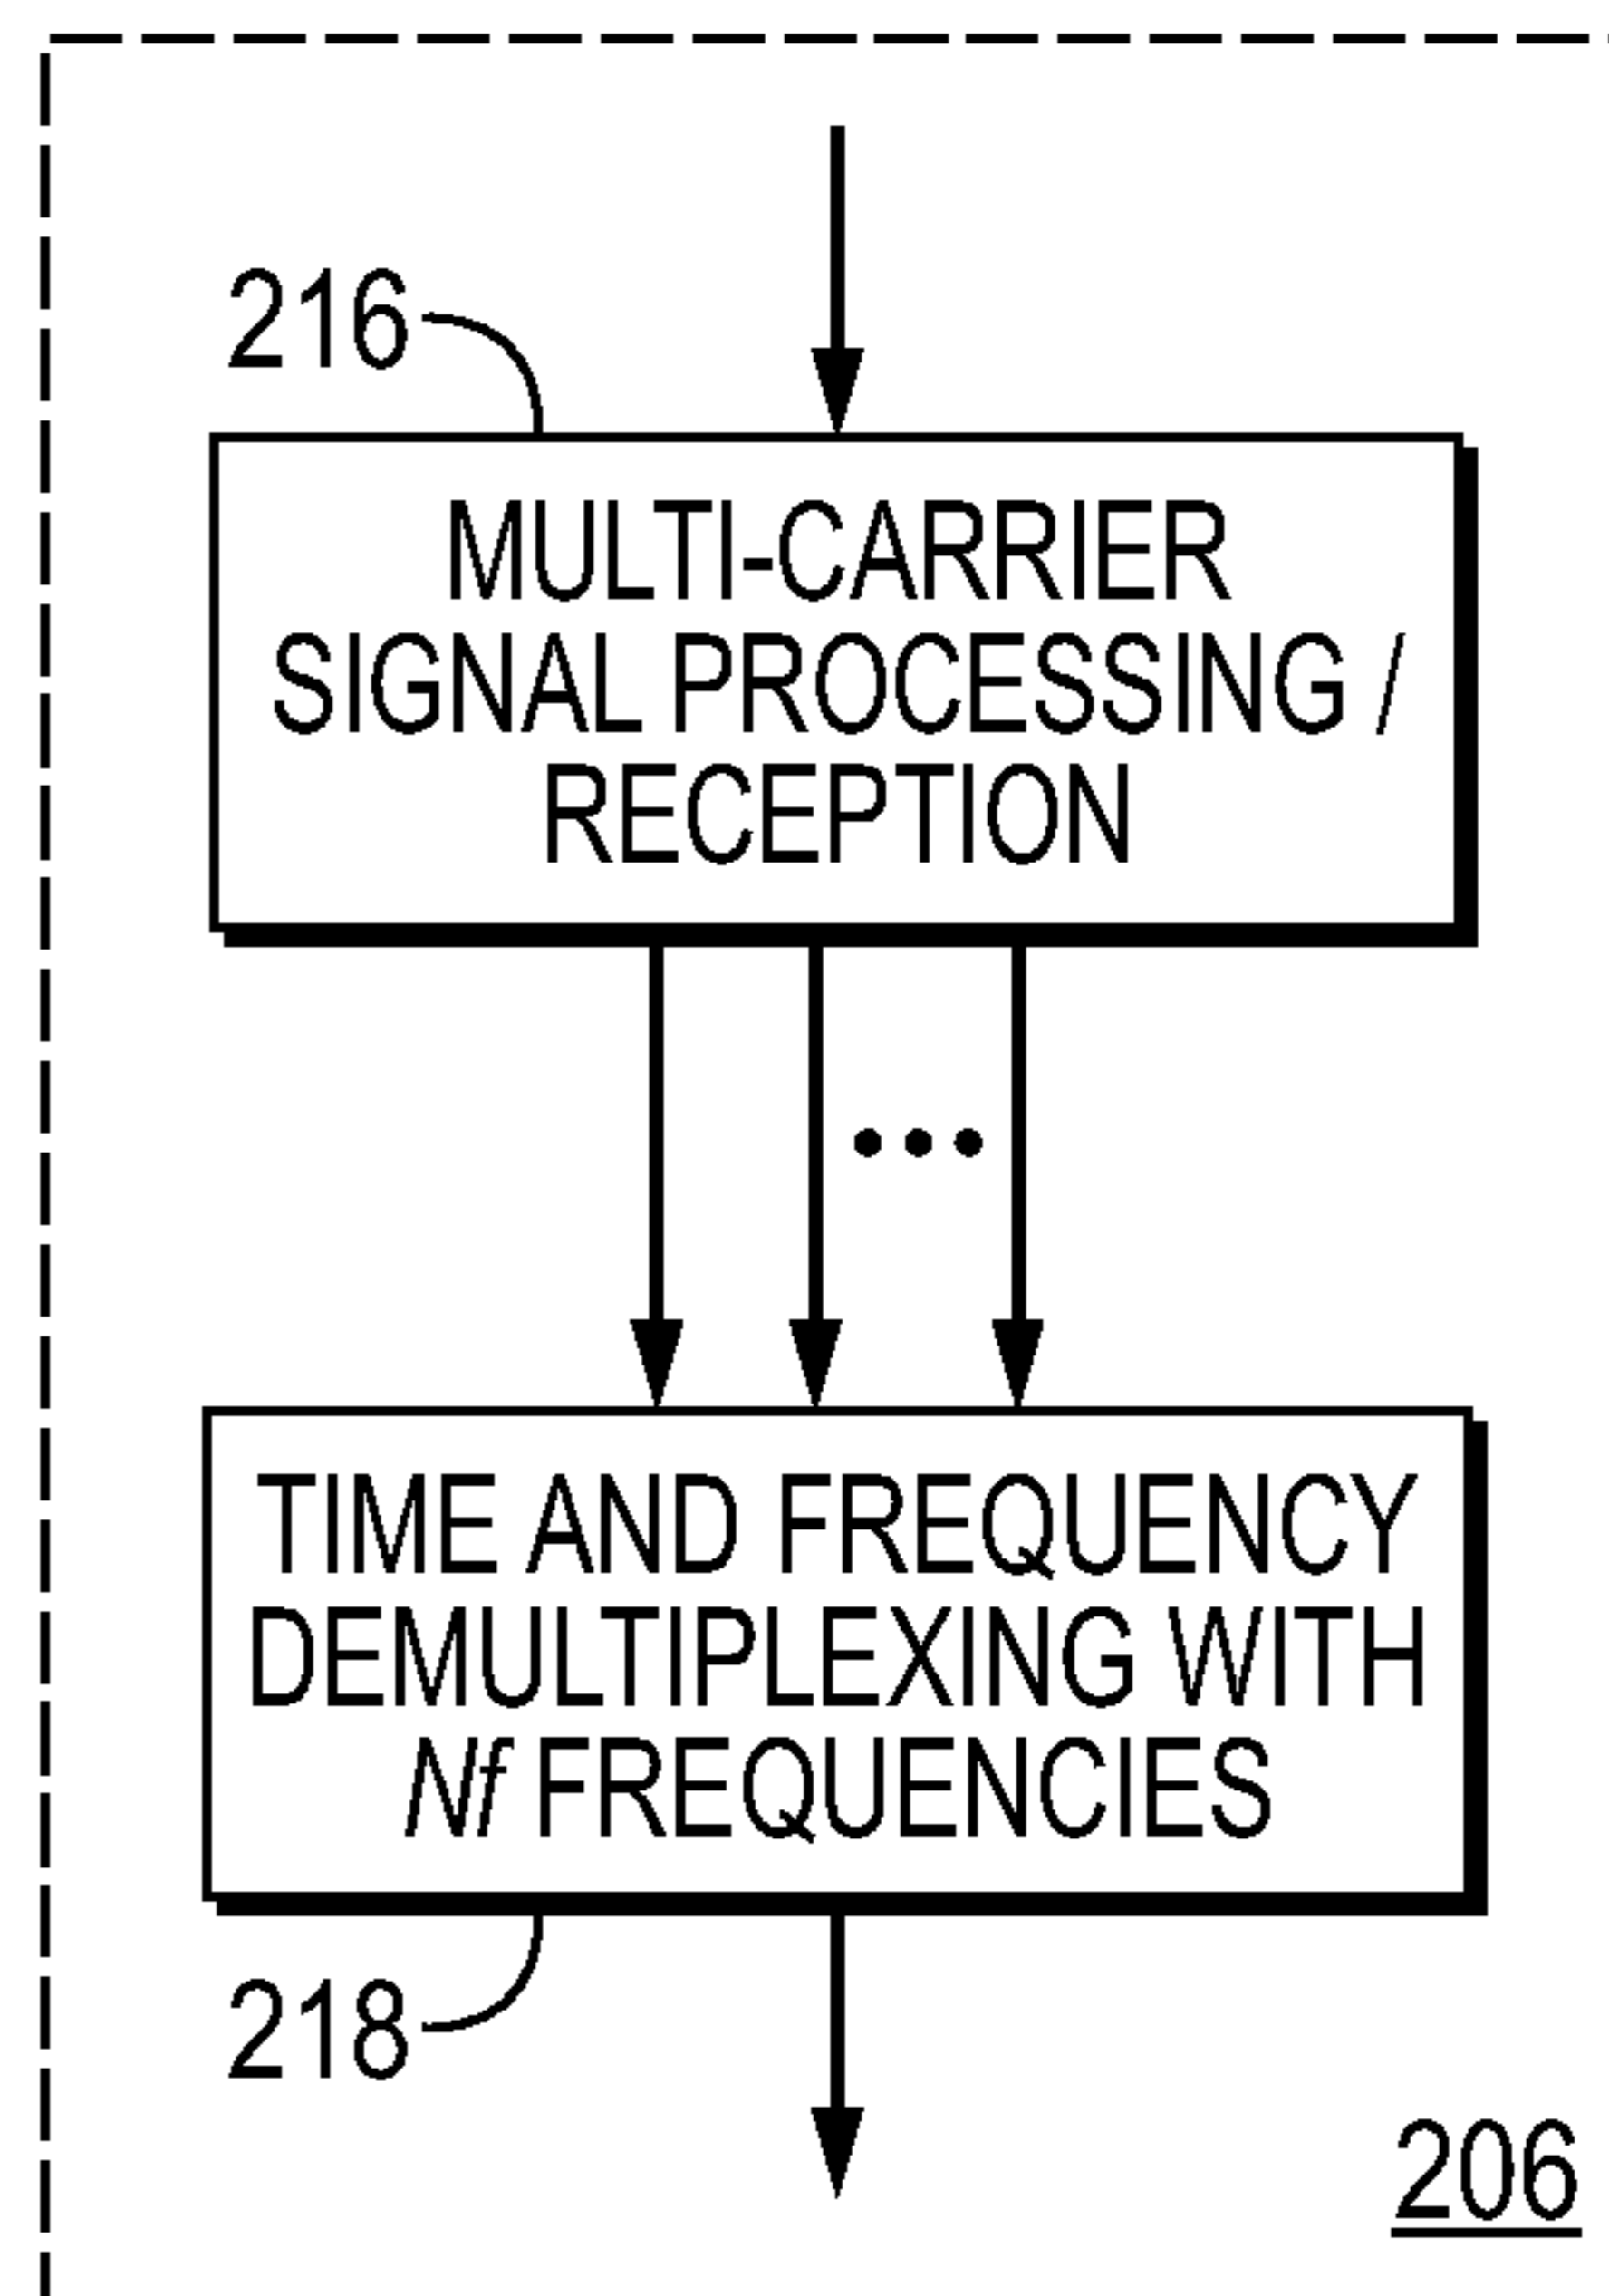 216
MULTI-CARRIER
SIGNAL PROCESSING /
RECEPTION
TIME AND FREQUENCY
DEMULTIPLEXING WITH
Nf FREQUENCIES
218
206